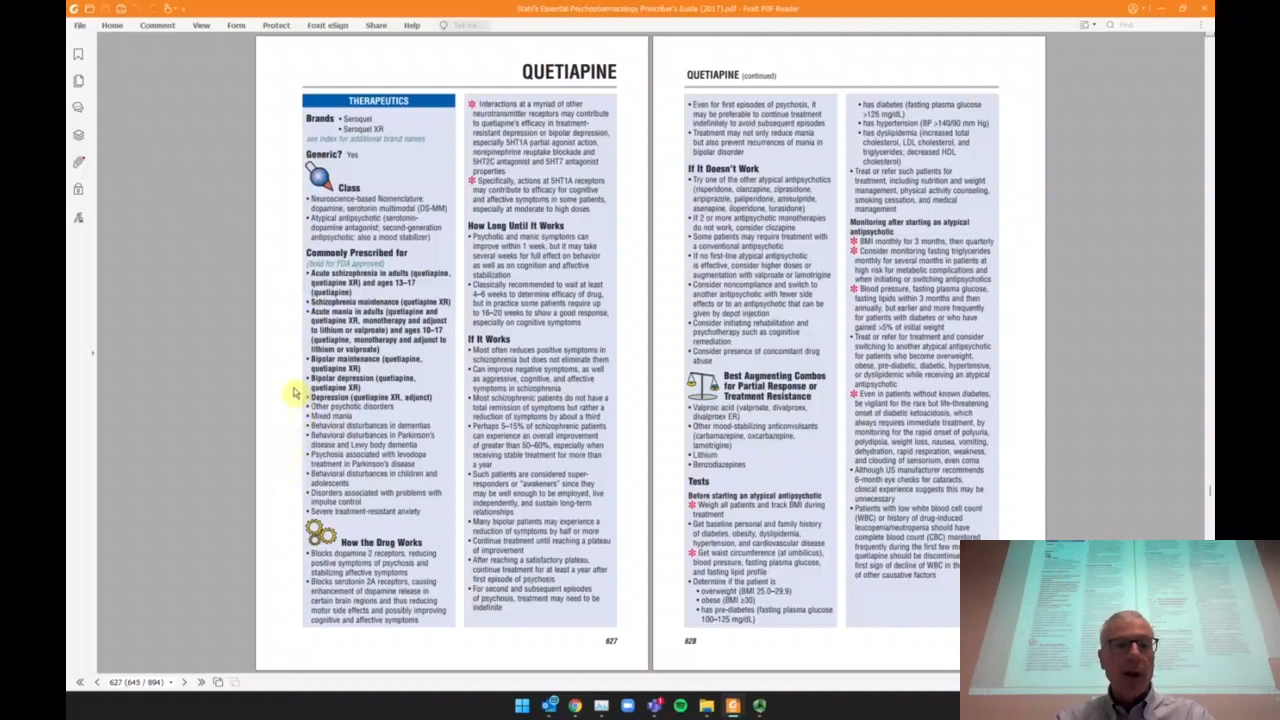 Stahl's Essential Psychopharmacology Prescriber's Guide (2017).pdf - Foxit PDF Reader
File Home Comment View Form Protect Foxit eSign Share Help Tell me... Find
QUETIAPINE
THERAPEUTICS
Brands • Seroquel
• Seroquel XR
see index for additional brand names
Generic? Yes
Class
• Neuroscience-based Nomenclature:
dopamine, serotonin multimodal (DS-MM)
• Atypical antipsychotic (serotonin-
dopamine antagonist; second-generation
antipsychotic; also a mood stabilizer)
Commonly Prescribed for
(bold for FDA approved)
• Acute schizophrenia in adults (quetiapine,
quetiapine XR) and ages 13–17
(quetiapine)
• Schizophrenia maintenance (quetiapine XR)
• Acute mania in adults (quetiapine and
quetiapine XR, monotherapy and adjunct
to lithium or valproate) and ages 10–17
(quetiapine, monotherapy and adjunct to
lithium or valproate)
• Bipolar maintenance (quetiapine,
quetiapine XR)
• Bipolar depression (quetiapine,
quetiapine XR)
• Depression (quetiapine XR, adjunct)
• Other psychotic disorders
• Mixed mania
• Behavioral disturbances in dementias
• Behavioral disturbances in Parkinson's
disease and Lewy body dementia
• Psychosis associated with levodopa
treatment in Parkinson's disease
• Behavioral disturbances in children and
adolescents
• Disorders associated with problems with
impulse control
• Severe treatment-resistant anxiety
How the Drug Works
• Blocks dopamine 2 receptors, reducing
positive symptoms of psychosis and
stabilizing affective symptoms
• Blocks serotonin 2A receptors, causing
enhancement of dopamine release in
certain brain regions and thus reducing
motor side effects and possibly improving
cognitive and affective symptoms
✽ Interactions at a myriad of other
neurotransmitter receptors may contribute
to quetiapine's efficacy in treatment-
resistant depression or bipolar depression,
especially 5HT1A partial agonist action,
norepinephrine reuptake blockade and
5HT2C antagonist and 5HT7 antagonist
properties
✽ Specifically, actions at 5HT1A receptors
may contribute to efficacy for cognitive
and affective symptoms in some patients,
especially at moderate to high doses
How Long Until It Works
• Psychotic and manic symptoms can
improve within 1 week, but it may take
several weeks for full effect on behavior
as well as on cognition and affective
stabilization
• Classically recommended to wait at least
4–6 weeks to determine efficacy of drug,
but in practice some patients require up
to 16–20 weeks to show a good response,
especially on cognitive symptoms
If It Works
• Most often reduces positive symptoms in
schizophrenia but does not eliminate them
• Can improve negative symptoms, as well
as aggressive, cognitive, and affective
symptoms in schizophrenia
• Most schizophrenic patients do not have a
total remission of symptoms but rather a
reduction of symptoms by about a third
• Perhaps 5–15% of schizophrenic patients
can experience an overall improvement
of greater than 50–60%, especially when
receiving stable treatment for more than
a year
• Such patients are considered super-
responders or "awakeners" since they
may be well enough to be employed, live
independently, and sustain long-term
relationships
• Many bipolar patients may experience a
reduction of symptoms by half or more
• Continue treatment until reaching a plateau
of improvement
• After reaching a satisfactory plateau,
continue treatment for at least a year after
first episode of psychosis
• For second and subsequent episodes
of psychosis, treatment may need to be
indefinite
627
QUETIAPINE (continued)
• Even for first episodes of psychosis, it
may be preferable to continue treatment
indefinitely to avoid subsequent episodes
• Treatment may not only reduce mania
but also prevent recurrences of mania in
bipolar disorder
If It Doesn't Work
• Try one of the other atypical antipsychotics
(risperidone, olanzapine, ziprasidone,
aripiprazole, paliperidone, amisulpride,
asenapine, iloperidone, lurasidone)
• If 2 or more antipsychotic monotherapies
do not work, consider clozapine
• Some patients may require treatment with
a conventional antipsychotic
• If no first-line atypical antipsychotic
is effective, consider higher doses or
augmentation with valproate or lamotrigine
• Consider noncompliance and switch to
another antipsychotic with fewer side
effects or to an antipsychotic that can be
given by depot injection
• Consider initiating rehabilitation and
psychotherapy such as cognitive
remediation
• Consider presence of concomitant drug
abuse
Best Augmenting Combos
for Partial Response or
Treatment Resistance
• Valproic acid (valproate, divalproex,
divalproex ER)
• Other mood-stabilizing anticonvulsants
(carbamazepine, oxcarbazepine,
lamotrigine)
• Lithium
• Benzodiazepines
Tests
Before starting an atypical antipsychotic
✽ Weigh all patients and track BMI during
treatment
• Get baseline personal and family history
of diabetes, obesity, dyslipidemia,
hypertension, and cardiovascular disease
✽ Get waist circumference (at umbilicus),
blood pressure, fasting plasma glucose,
and fasting lipid profile
• Determine if the patient is
• overweight (BMI 25.0–29.9)
• obese (BMI ≥30)
• has pre-diabetes (fasting plasma glucose
100–125 mg/dL)
• has diabetes (fasting plasma glucose
>126 mg/dL)
• has hypertension (BP >140/90 mm Hg)
• has dyslipidemia (increased total
cholesterol, LDL cholesterol, and
triglycerides; decreased HDL
cholesterol)
• Treat or refer such patients for
treatment, including nutrition and weight
management, physical activity counseling,
smoking cessation, and medical
management
Monitoring after starting an atypical
antipsychotic
✽ BMI monthly for 3 months, then quarterly
✽ Consider monitoring fasting triglycerides
monthly for several months in patients at
high risk for metabolic complications and
when initiating or switching antipsychotics
✽ Blood pressure, fasting plasma glucose,
fasting lipids within 3 months and then
annually, but earlier and more frequently
for patients with diabetes or who have
gained >5% of initial weight
• Treat or refer for treatment and consider
switching to another atypical antipsychotic
for patients who become overweight,
obese, pre-diabetic, diabetic, hypertensive,
or dyslipidemic while receiving an atypical
antipsychotic
✽ Even in patients without known diabetes,
be vigilant for the rare but life-threatening
onset of diabetic ketoacidosis, which
always requires immediate treatment, by
monitoring for the rapid onset of polyuria,
polydipsia, weight loss, nausea, vomiting,
dehydration, rapid respiration, weakness,
and clouding of sensorium, even coma
• Although US manufacturer recommends
6-month eye checks for cataracts,
clinical experience suggests this may be
unnecessary
• Patients with low white blood cell count
(WBC) or history of drug-induced
leucopenia/neutropenia should have
complete blood count (CBC) monitored
frequently during the first few m
quetiapine should be discontinue
first sign of decline of WBC in th
of other causative factors
628
627 (645 / 894)